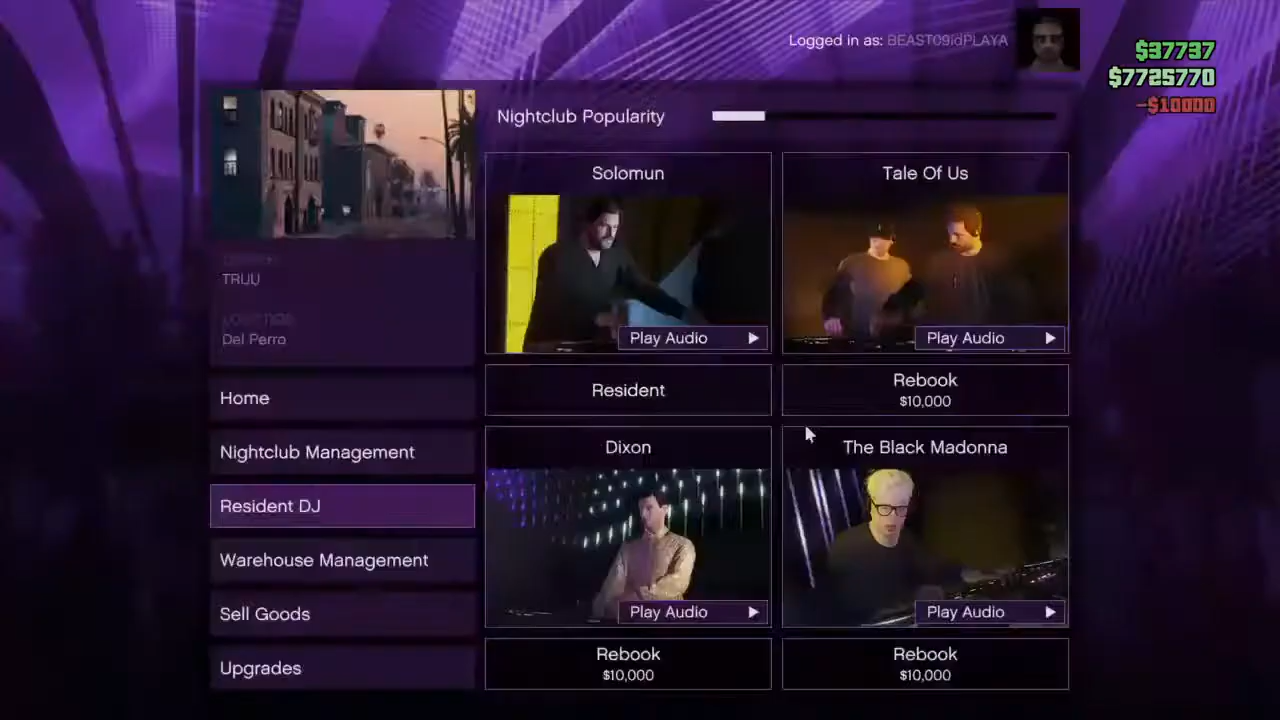 Logged in as: BEAST09idPLAYA
$37737
$7725770
-$10000
Nightclub Popularity
Solomun
Tale Of Us
Play Audio
Play Audio
TRUU
LOCATION
Del Perro
Resident
Rebook
$10,000
Home
Nightclub Management
Resident DJ
Warehouse Management
Sell Goods
Upgrades
Dixon
The Black Madonna
Play Audio
Play Audio
Rebook
$10,000
Rebook
$10,000